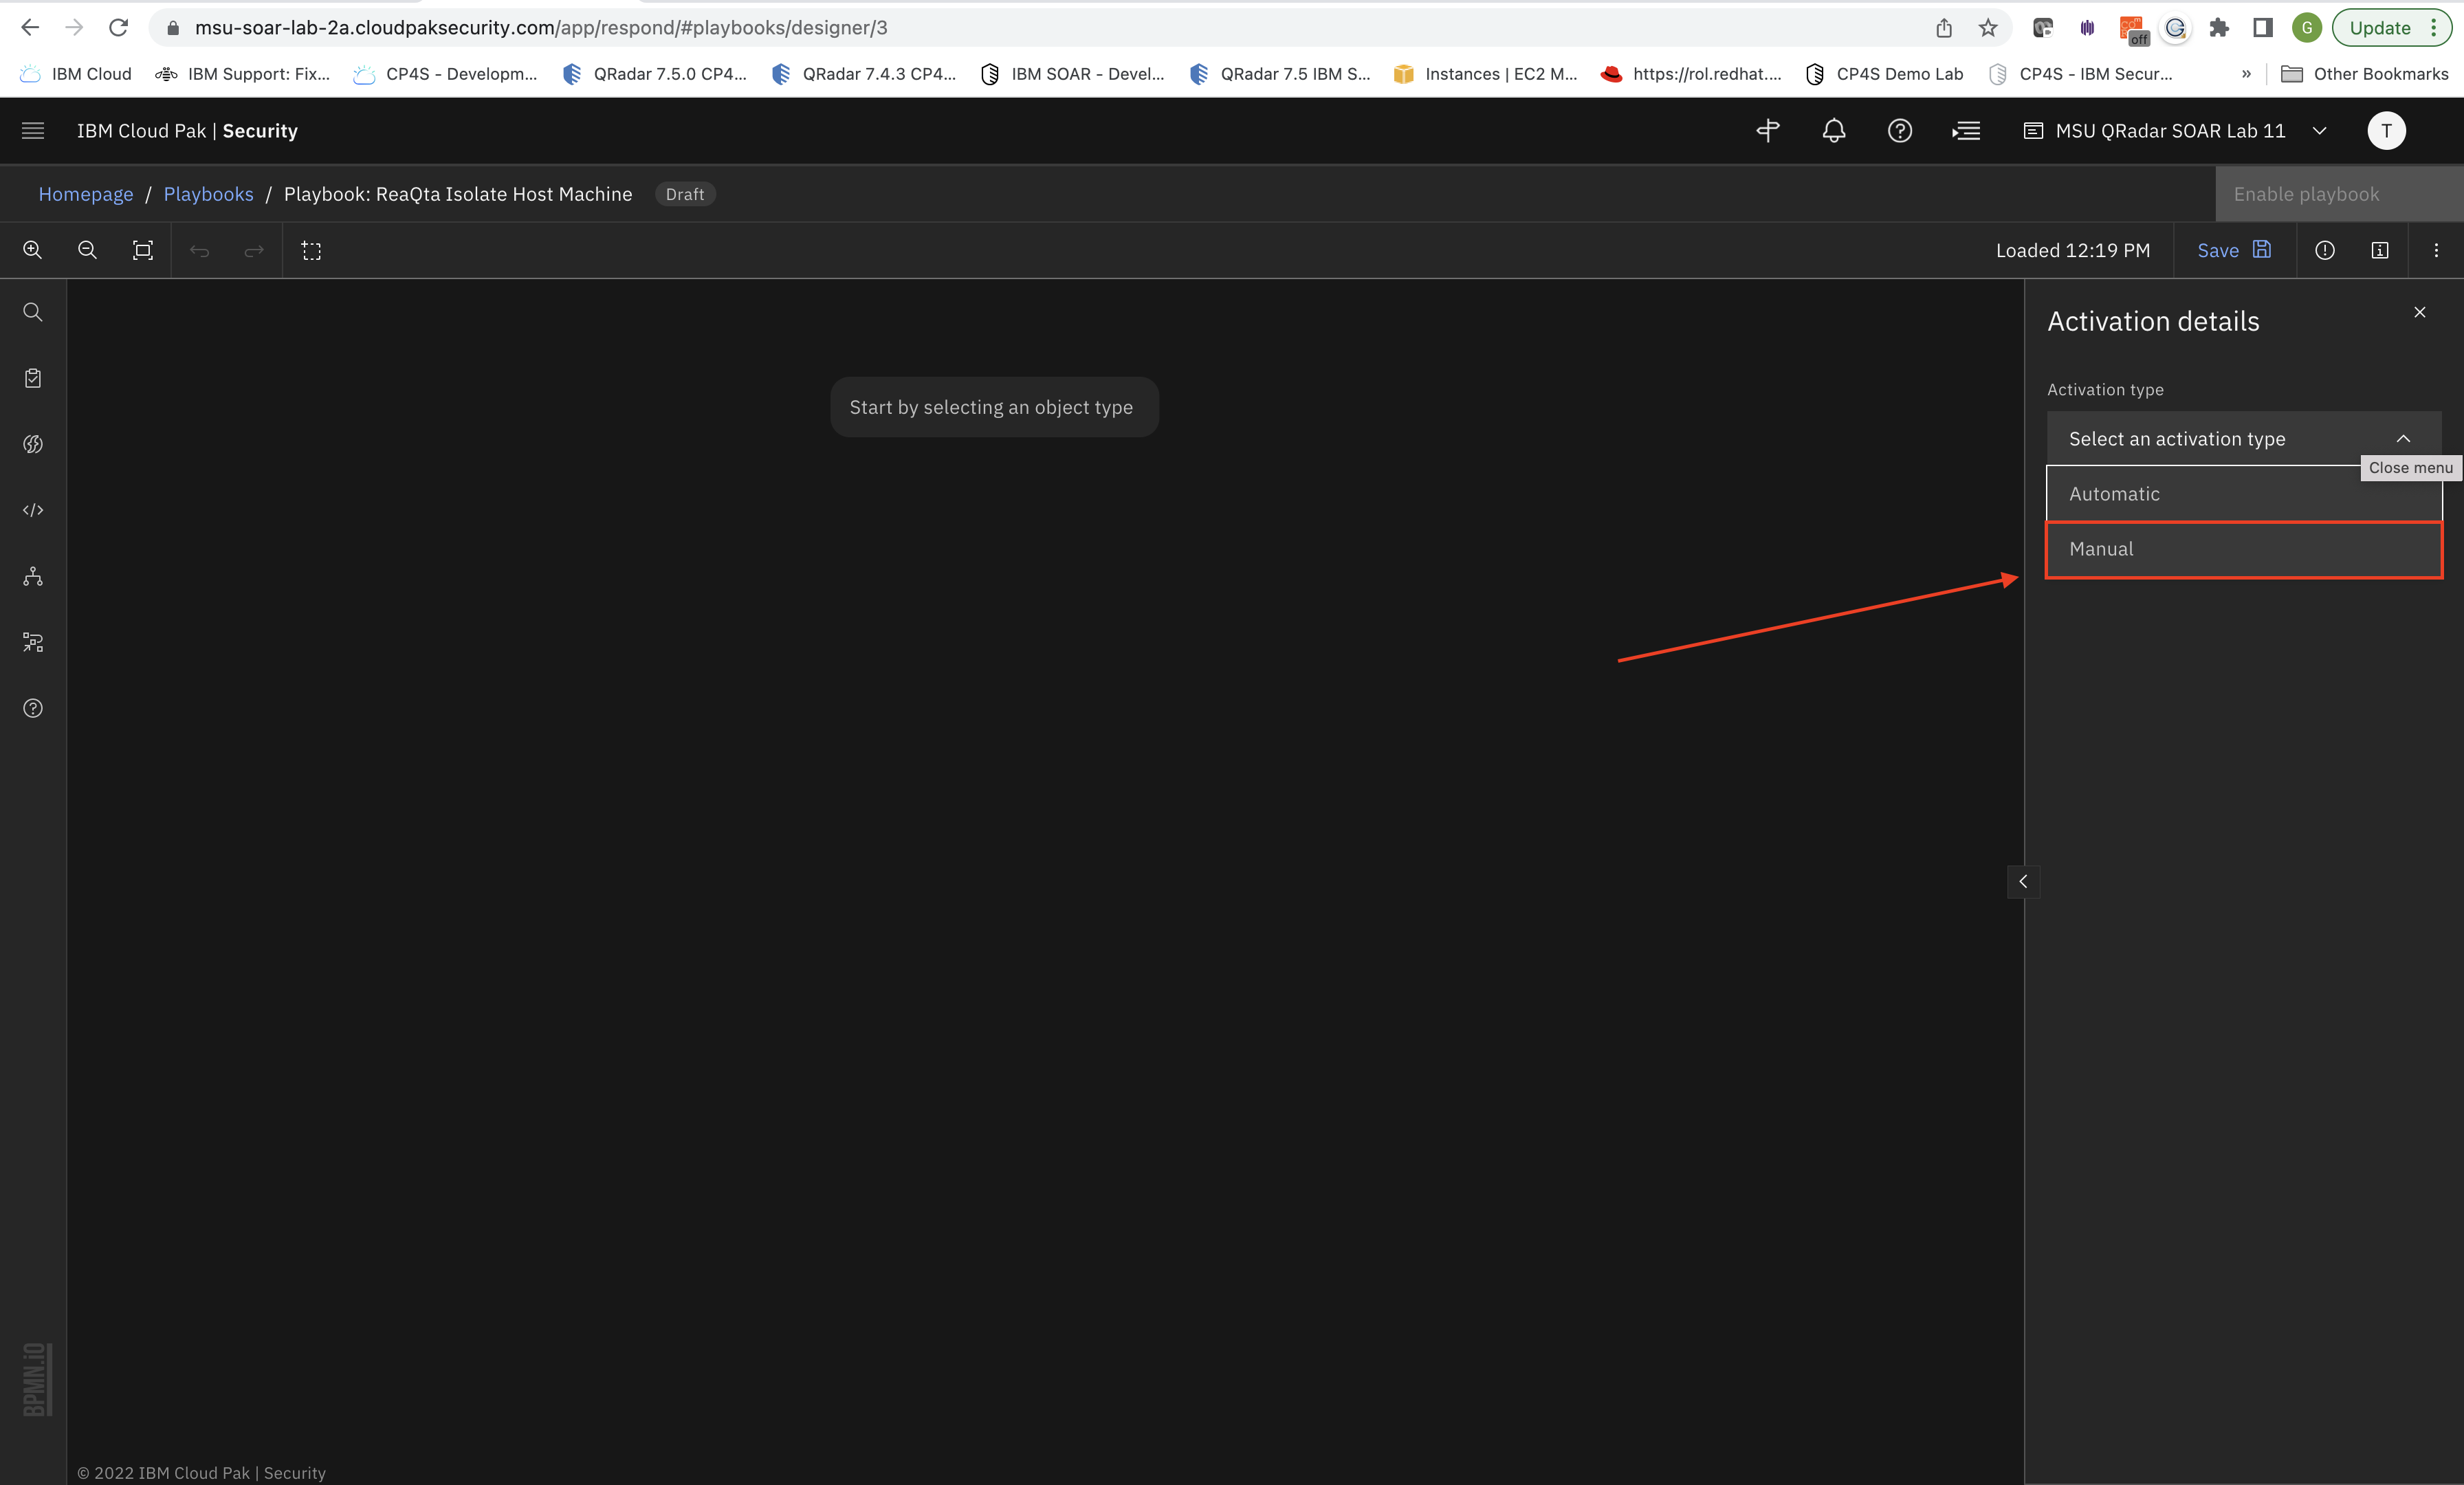 msu-soar-lab-2a.cloudpaksecurity.com/app/respond/#playbooks/designer/3
off
G
Update
IBM Cloud
IBM Support: Fix...
CP4S - Developm...
QRadar 7.5.0 CP4...
QRadar 7.4.3 CP4...
IBM SOAR - Devel...
QRadar 7.5 IBM S...
Instances | EC2 M...
https://rol.redhat....
CP4S Demo Lab
CP4S - IBM Secur...
»
Other Bookmarks
IBM Cloud Pak | Security
MSU QRadar SOAR Lab 11
T
Homepage / Playbooks / Playbook: ReaQta Isolate Host Machine
Draft
Enable playbook
Loaded 12:19 PM
Save
Activation details
Activation type
Select an activation type
Close menu
Automatic
Manual
Start by selecting an object type
BPMN.iO
© 2022 IBM Cloud Pak | Security